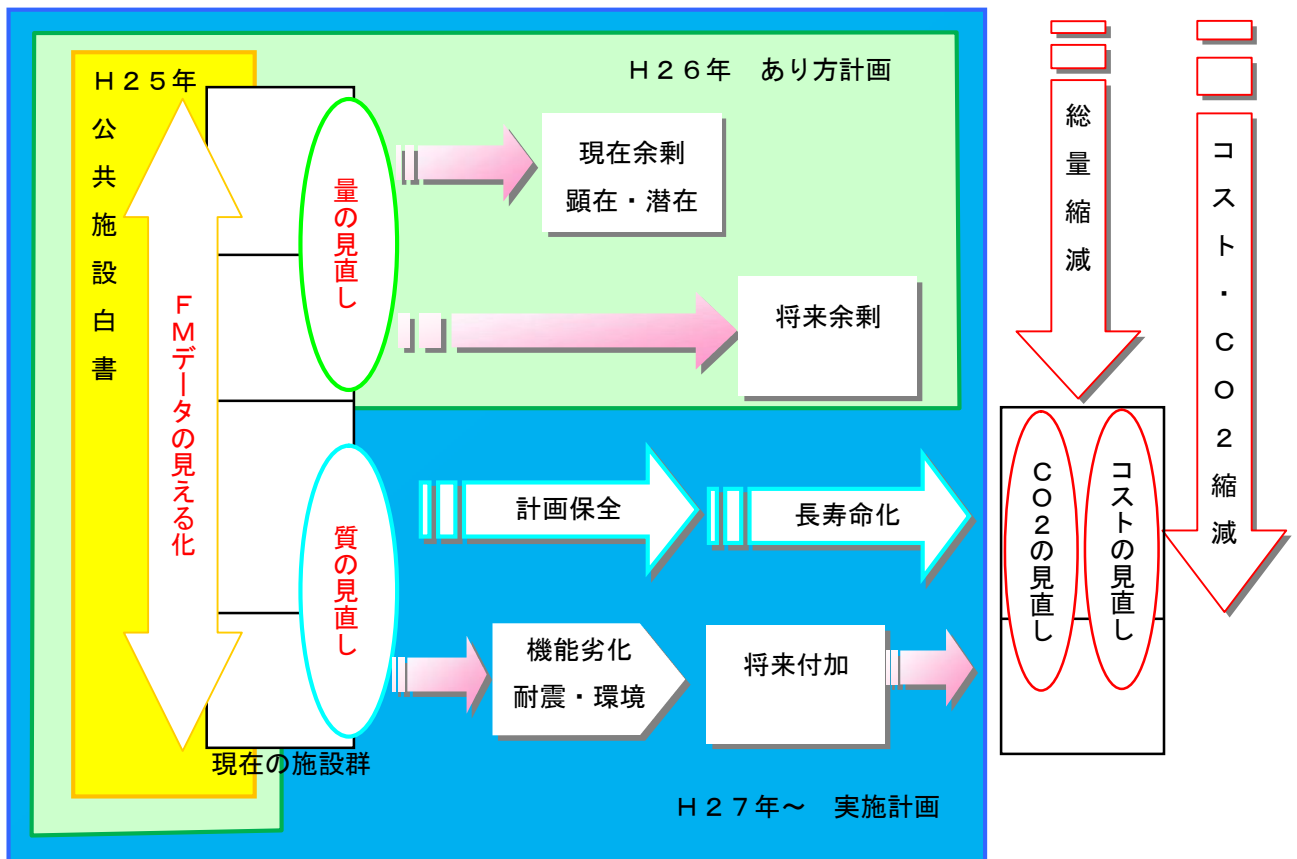 H25年
公共施設白書
FMデータの見える化
現在の施設群
H26年　あり方計画
量の見直し
現在余剰
顕在・潜在
将来余剰
質の見直し
計画保全
長寿命化
機能劣化
耐震・環境
将来付加
H27年～　実施計画
総量縮減
コスト・CO2縮減
CO2の見直し
コストの見直し